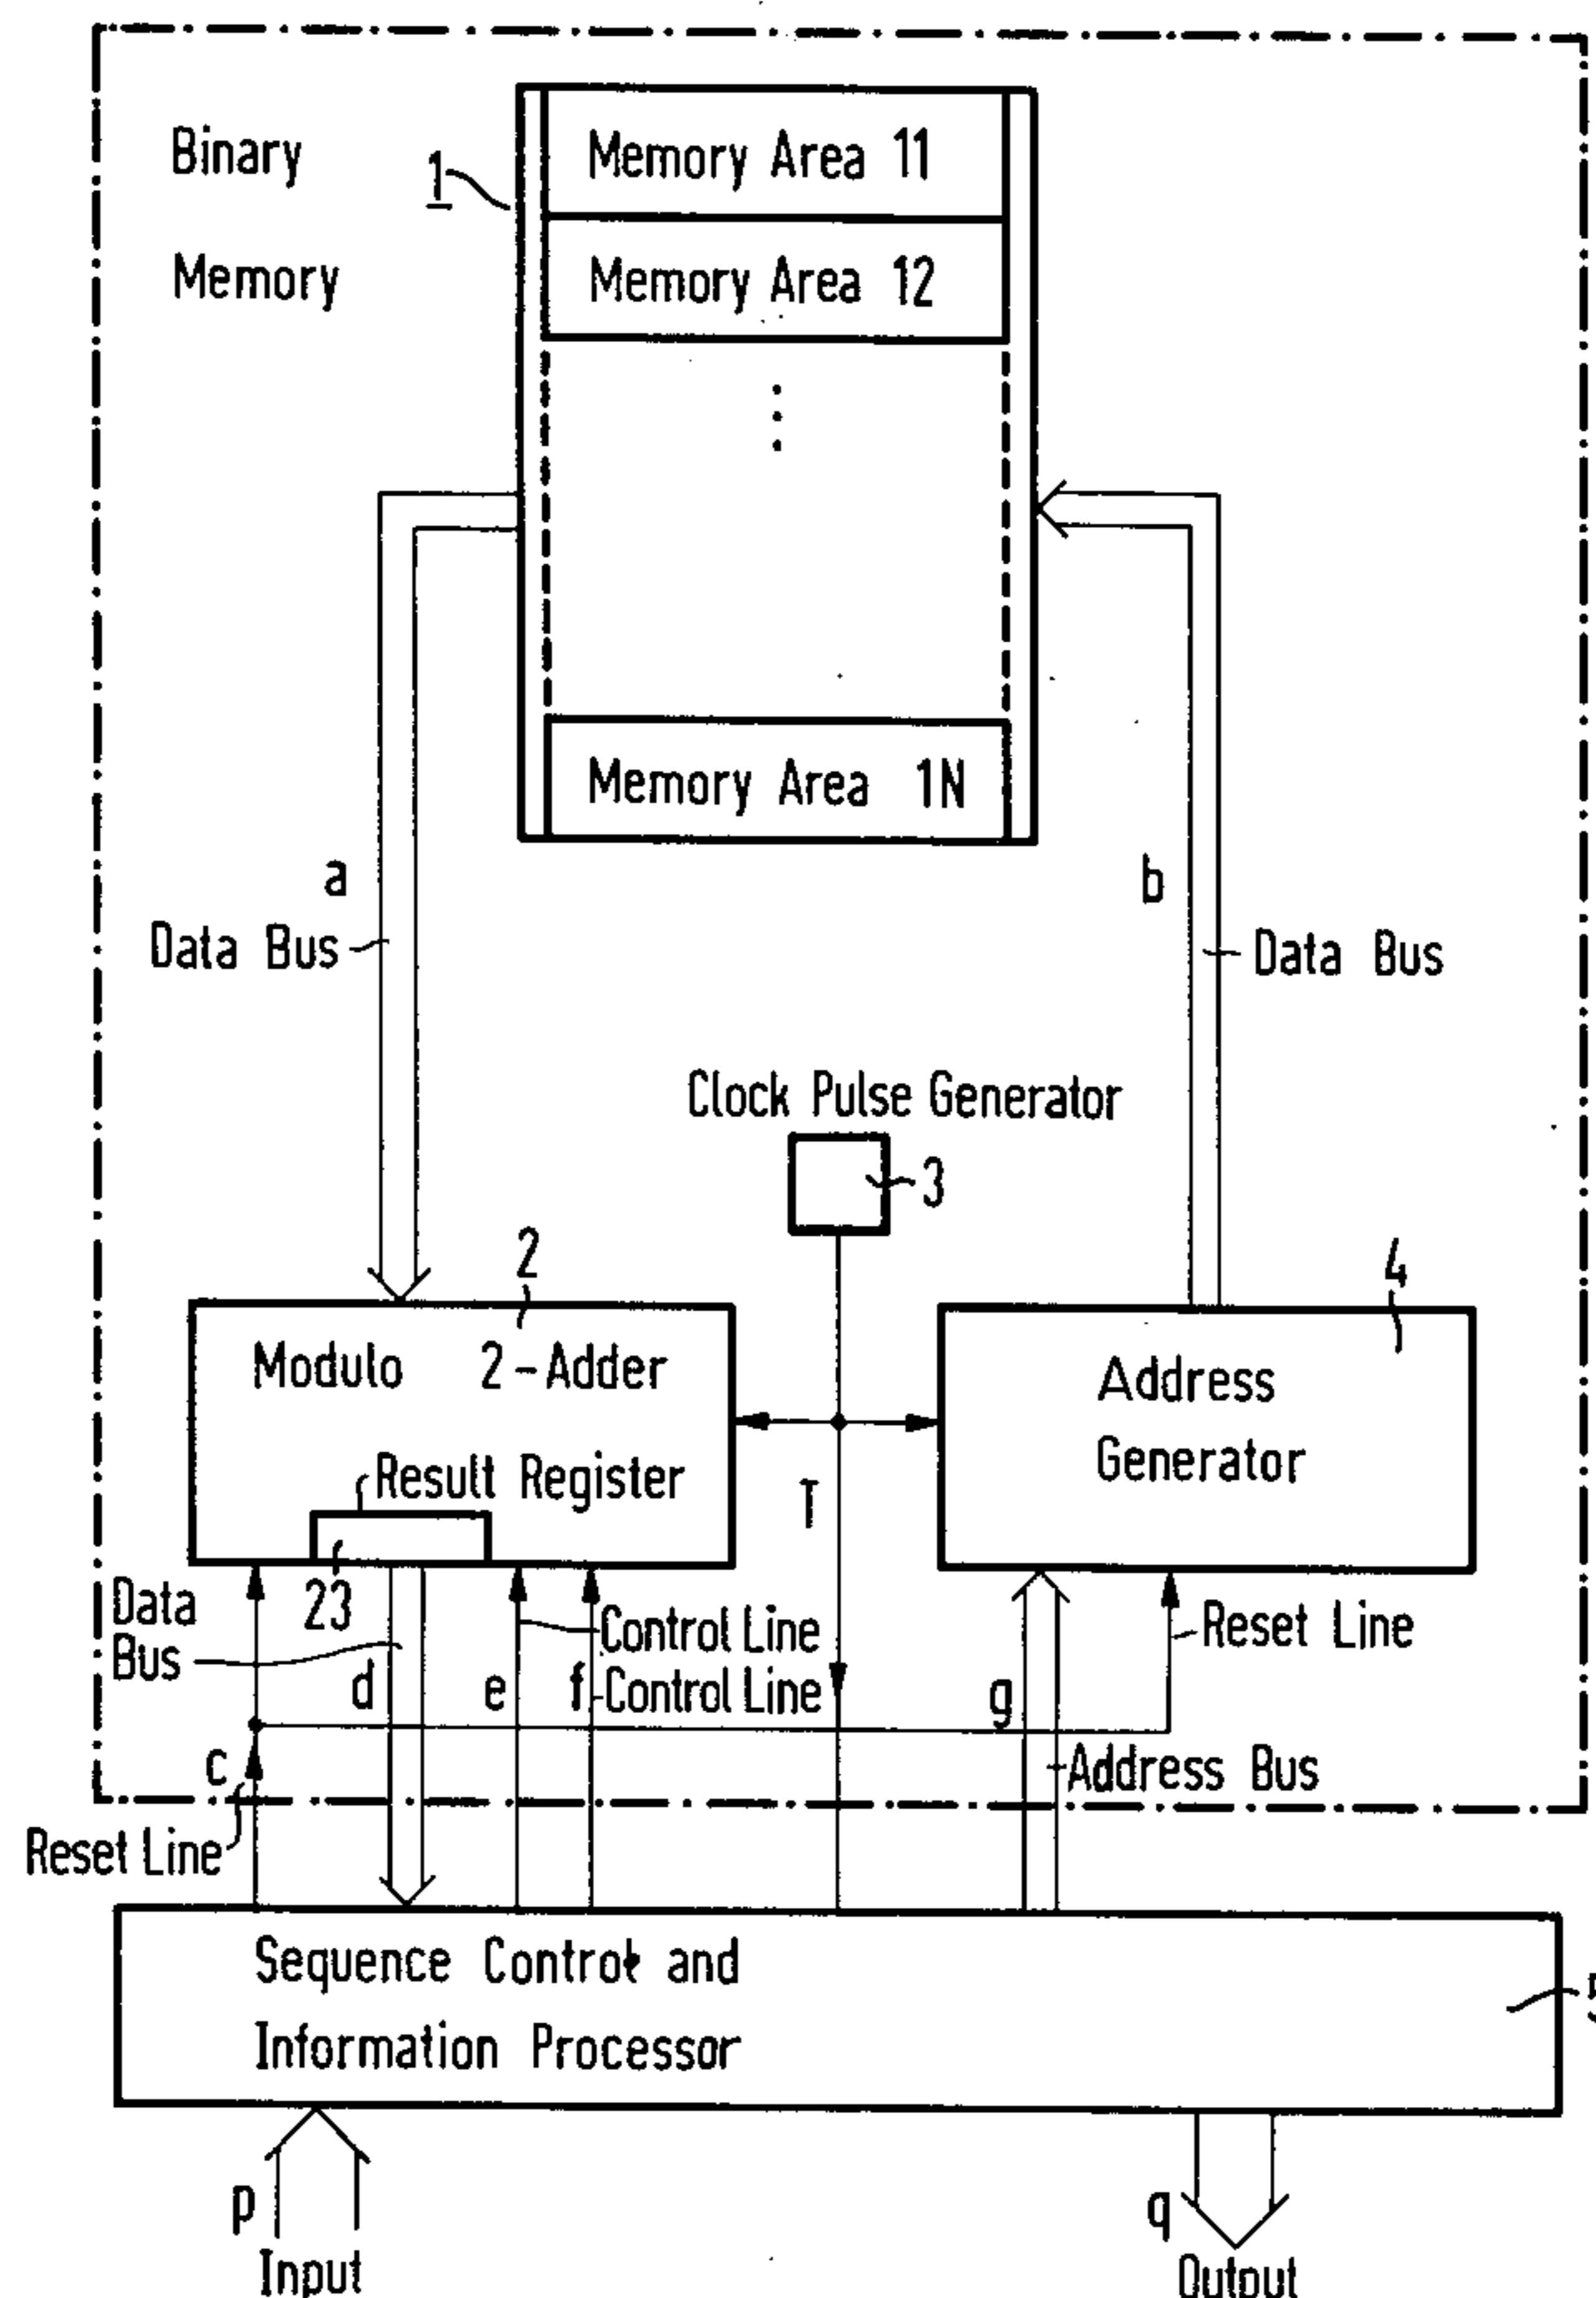 Binary
Memory
1
Memory Area 11
Memory Area 12
Memory Area 1N
a
Data Bus
b
Data Bus
Clock Pulse Generator
3
2
Modulo 2-Adder
Result Register
23
4
Address
Generator
T
Data
Bus
d
e
Control Line
f
Control Line
g
Reset Line
Address Bus
c
Reset Line
Sequence Control and
Information Processor
5
p
Input
q
Output